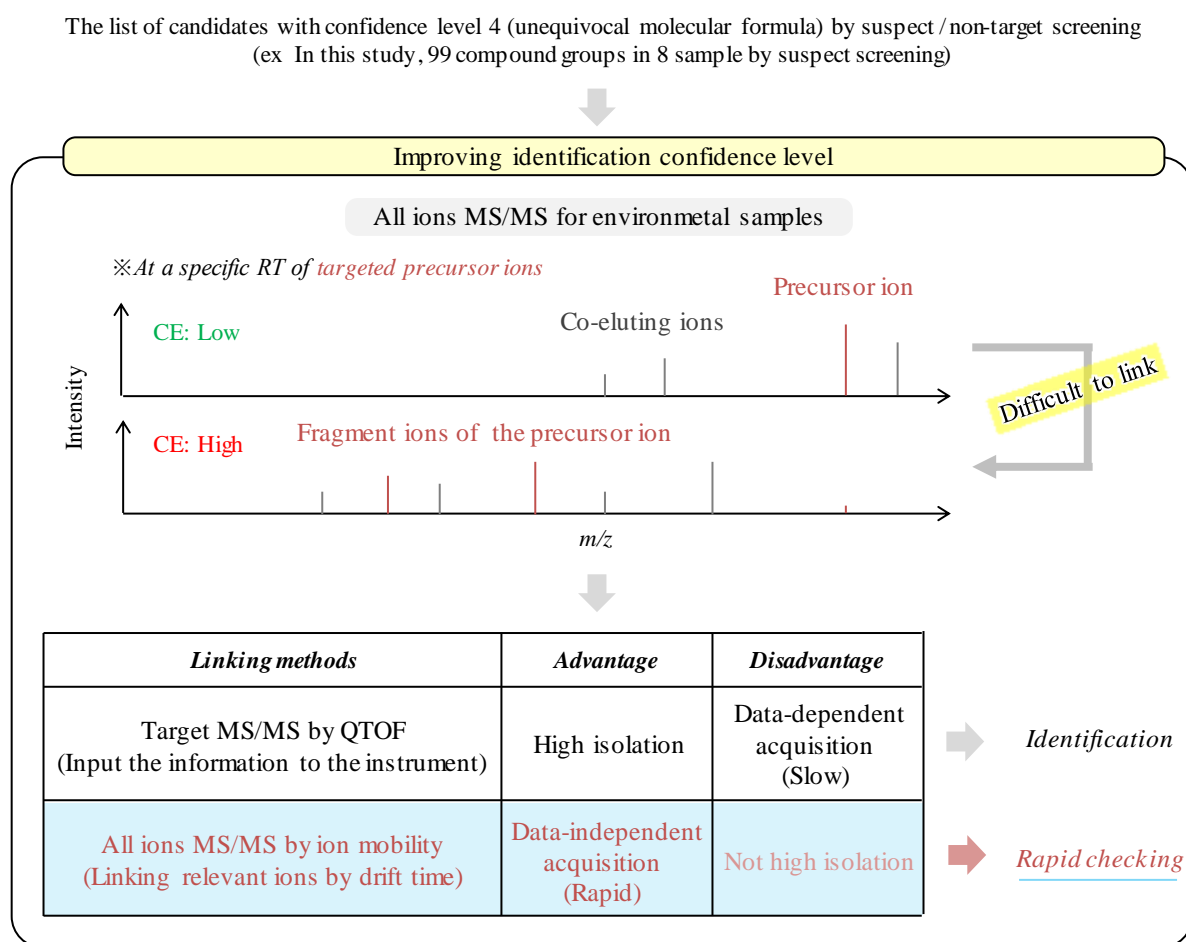 The list of candidates with confidence level 4 (unequivocal molecular formula) by suspect / non-target screening
(ex In this study, 99 compound groups in 8 sample by suspect screening)
Improving identification confidence level
All ions MS/MS for environmetal samples
※At a specific RT of targeted precursor ions
Precursor ion
Co-eluting ions
CE: Low
Difficult to link
Intensity
Fragment ions of the precursor ion
CE: High
m/z
Linking methods
Advantage
Disadvantage
Target MS/MS by QTOF
(Input the information to the instrument)
High isolation
Data-dependent
acquisition
(Slow)
Identification
All ions MS/MS by ion mobility
(Linking relevant ions by drift time)
Data-independent
acquisition
(Rapid)
Not high isolation
Rapid checking